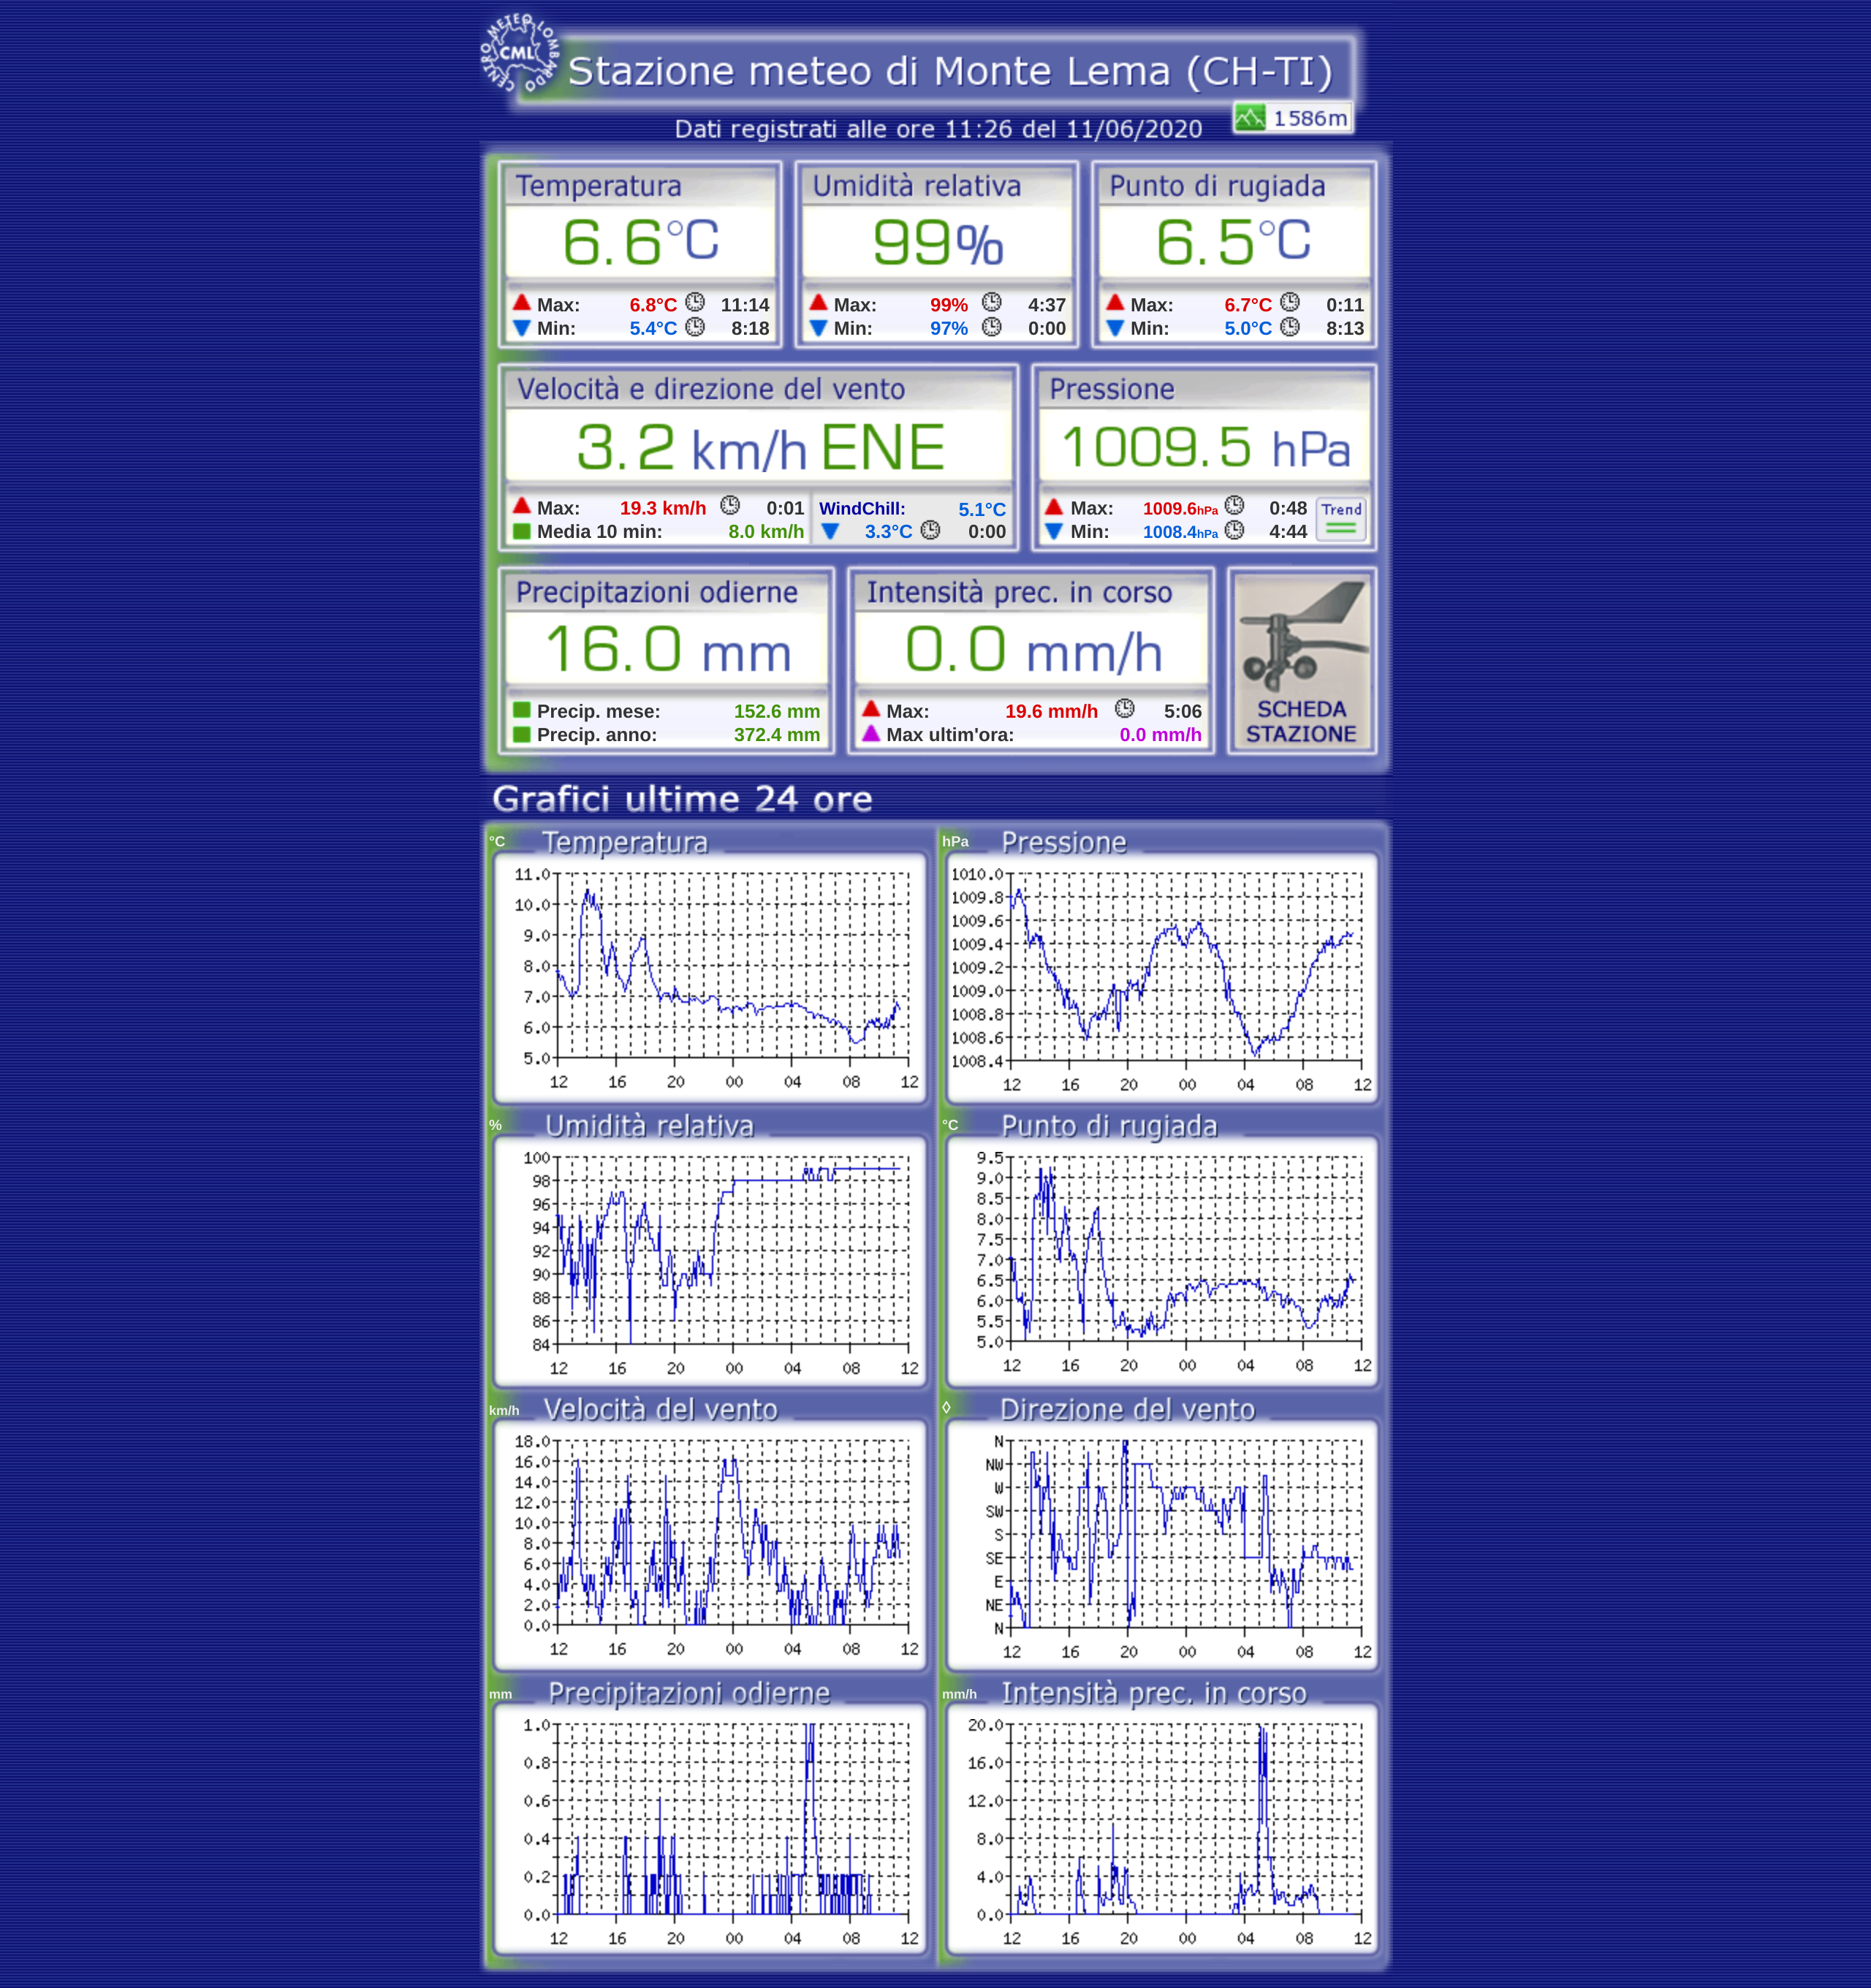 CENTRO METEO LOMBARDO
CML
Stazione meteo di Monte Lema (CH-TI)
1586m
Dati registrati alle ore 11:26 del 11/06/2020
Temperatura Umidità relativa Punto di rugiada
6.6°C 99% 6.5°C
Max: 6.8°C 11:14 Max: 99% 4:37 Max: 6.7°C 0:11
Min: 5.4°C 8:18 Min: 97% 0:00 Min: 5.0°C 8:13
Velocità e direzione del vento Pressione
3.2 km/h ENE 1009.5 hPa
Max: 19.3 km/h 0:01 WindChill: 5.1°C Max: 1009.6hPa 0:48 Trend
Media 10 min: 8.0 km/h 3.3°C 0:00 Min: 1008.4hPa 4:44
Precipitazioni odierne Intensità prec. in corso
16.0 mm 0.0 mm/h
Precip. mese: 152.6 mm Max: 19.6 mm/h 5:06 SCHEDA
Precip. anno: 372.4 mm Max ultim'ora: 0.0 mm/h STAZIONE
Grafici ultime 24 ore
°C Temperatura
11.0
10.0
9.0
8.0
7.0
6.0
5.0
12 16 20 00 04 08 12
hPa Pressione
1010.0
1009.8
1009.6
1009.4
1009.2
1009.0
1008.8
1008.6
1008.4
12 16 20 00 04 08 12
% Umidità relativa
100
98
96
94
92
90
88
86
84
12 16 20 00 04 08 12
°C Punto di rugiada
9.5
9.0
8.5
8.0
7.5
7.0
6.5
6.0
5.5
5.0
12 16 20 00 04 08 12
km/h Velocità del vento
18.0
16.0
14.0
12.0
10.0
8.0
6.0
4.0
2.0
0.0
12 16 20 00 04 08 12
◊ Direzione del vento
N
NW
W
SW
S
SE
E
NE
N
12 16 20 00 04 08 12
mm Precipitazioni odierne
1.0
0.8
0.6
0.4
0.2
0.0
12 16 20 00 04 08 12
mm/h Intensità prec. in corso
20.0
16.0
12.0
8.0
4.0
0.0
12 16 20 00 04 08 12